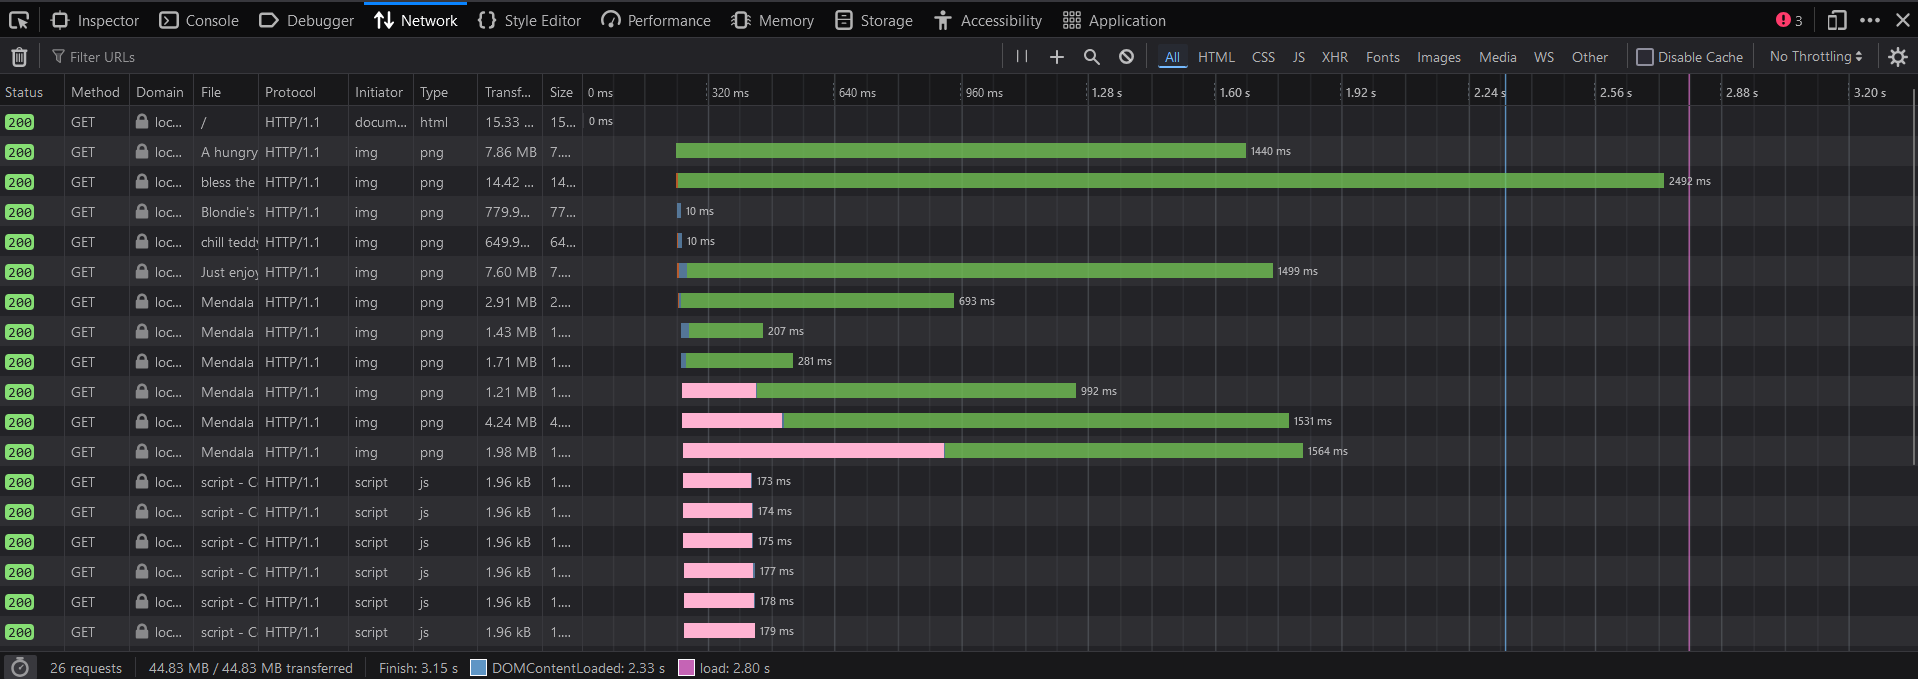 Inspector Console Debugger Network Style Editor Performance Memory Storage Accessibility Application 3
Filter URLs All HTML CSS JS XHR Fonts Images Media WS Other Disable Cache No Throttling
Status Method Domain File Protocol Initiator Type Transf... Size 0 ms 320 ms 640 ms 960 ms 1.28 s 1.60 s 1.92 s 2.24 s 2.56 s 2.88 s 3.20 s
200 GET loc... / HTTP/1.1 docum... html 15.33 ... 15... 0 ms
200 GET loc... A hungry HTTP/1.1 img png 7.86 MB 7.... 1440 ms
200 GET loc... bless the HTTP/1.1 img png 14.42 ... 14... 2492 ms
200 GET loc... Blondie's HTTP/1.1 img png 779.9... 77... 10 ms
200 GET loc... chill teddy HTTP/1.1 img png 649.9... 64... 10 ms
200 GET loc... Just enjoy HTTP/1.1 img png 7.60 MB 7.... 1499 ms
200 GET loc... Mendala HTTP/1.1 img png 2.91 MB 2.... 693 ms
200 GET loc... Mendala HTTP/1.1 img png 1.43 MB 1.... 207 ms
200 GET loc... Mendala HTTP/1.1 img png 1.71 MB 1.... 281 ms
200 GET loc... Mendala HTTP/1.1 img png 1.21 MB 1.... 992 ms
200 GET loc... Mendala HTTP/1.1 img png 4.24 MB 4.... 1531 ms
200 GET loc... Mendala HTTP/1.1 img png 1.98 MB 1.... 1564 ms
200 GET loc... script - C HTTP/1.1 script js 1.96 kB 1.... 173 ms
200 GET loc... script - C HTTP/1.1 script js 1.96 kB 1.... 174 ms
200 GET loc... script - C HTTP/1.1 script js 1.96 kB 1.... 175 ms
200 GET loc... script - C HTTP/1.1 script js 1.96 kB 1.... 177 ms
200 GET loc... script - C HTTP/1.1 script js 1.96 kB 1.... 178 ms
200 GET loc... script - C HTTP/1.1 script js 1.96 kB 1.... 179 ms
26 requests 44.83 MB / 44.83 MB transferred Finish: 3.15 s DOMContentLoaded: 2.33 s load: 2.80 s